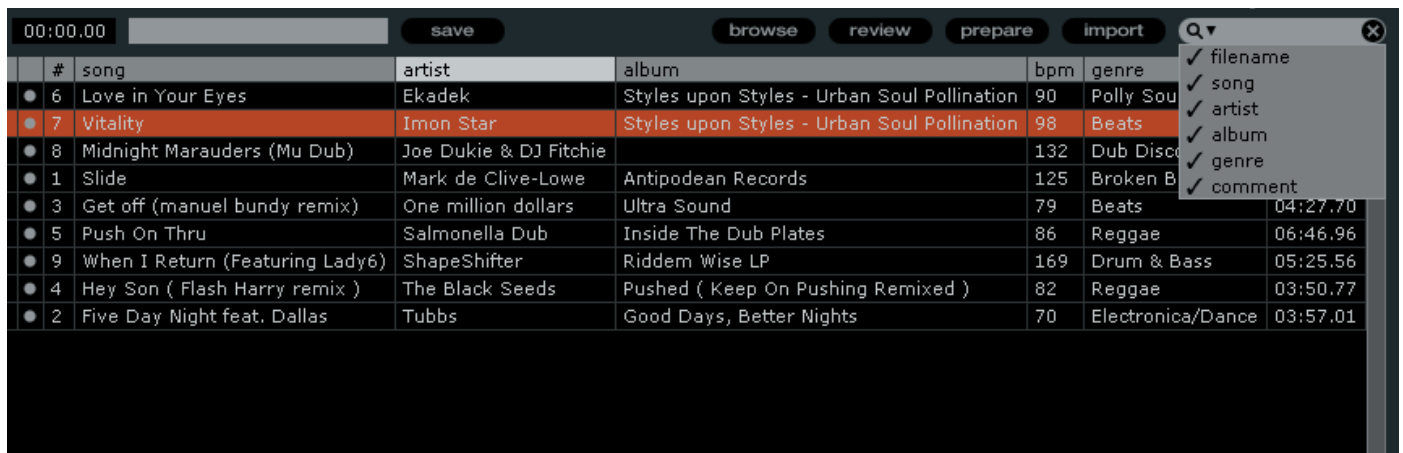 00:00.00 save browse review prepare import
# song artist album bpm genre ✓ filename
✓ song
6 Love in Your Eyes Ekadek Styles upon Styles - Urban Soul Pollination 90 Polly Sou
✓ artist
7 Vitality Imon Star Styles upon Styles - Urban Soul Pollination 98 Beats
✓ album
8 Midnight Marauders (Mu Dub) Joe Dukie & DJ Fitchie 132 Dub Disco
✓ genre
1 Slide Mark de Clive-Lowe Antipodean Records 125 Broken B
✓ comment
3 Get off (manuel bundy remix) One million dollars Ultra Sound 79 Beats 04:27.70
5 Push On Thru Salmonella Dub Inside The Dub Plates 86 Reggae 06:46.96
9 When I Return (Featuring Lady6) ShapeShifter Riddem Wise LP 169 Drum & Bass 05:25.56
4 Hey Son ( Flash Harry remix ) The Black Seeds Pushed ( Keep On Pushing Remixed ) 82 Reggae 03:50.77
2 Five Day Night feat. Dallas Tubbs Good Days, Better Nights 70 Electronica/Dance 03:57.01